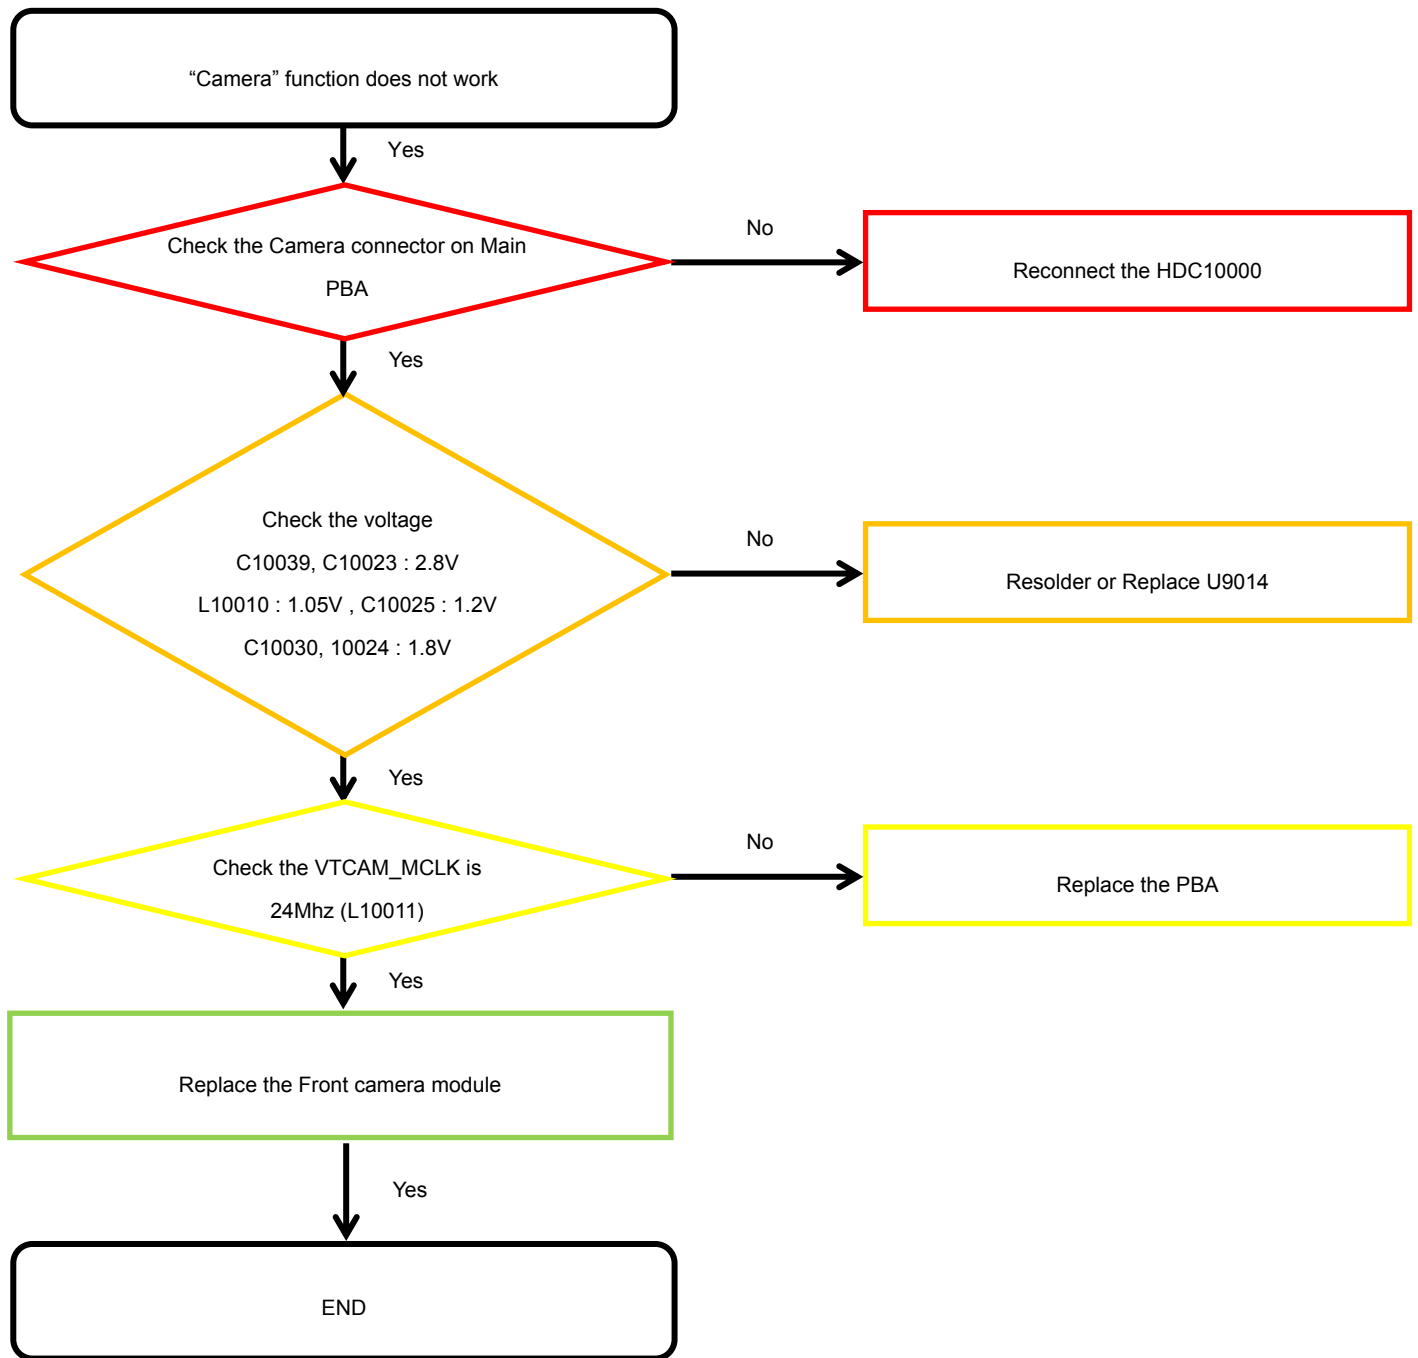 “Camera” function does not work
Yes
Check the Camera connector on Main
PBA
No
Reconnect the HDC10000
Yes
Check the voltage
C10039, C10023 : 2.8V
L10010 : 1.05V , C10025 : 1.2V
C10030, 10024 : 1.8V
No
Resolder or Replace U9014
Yes
Check the VTCAM_MCLK is
24Mhz (L10011)
No
Replace the PBA
Yes
Replace the Front camera module
Yes
END